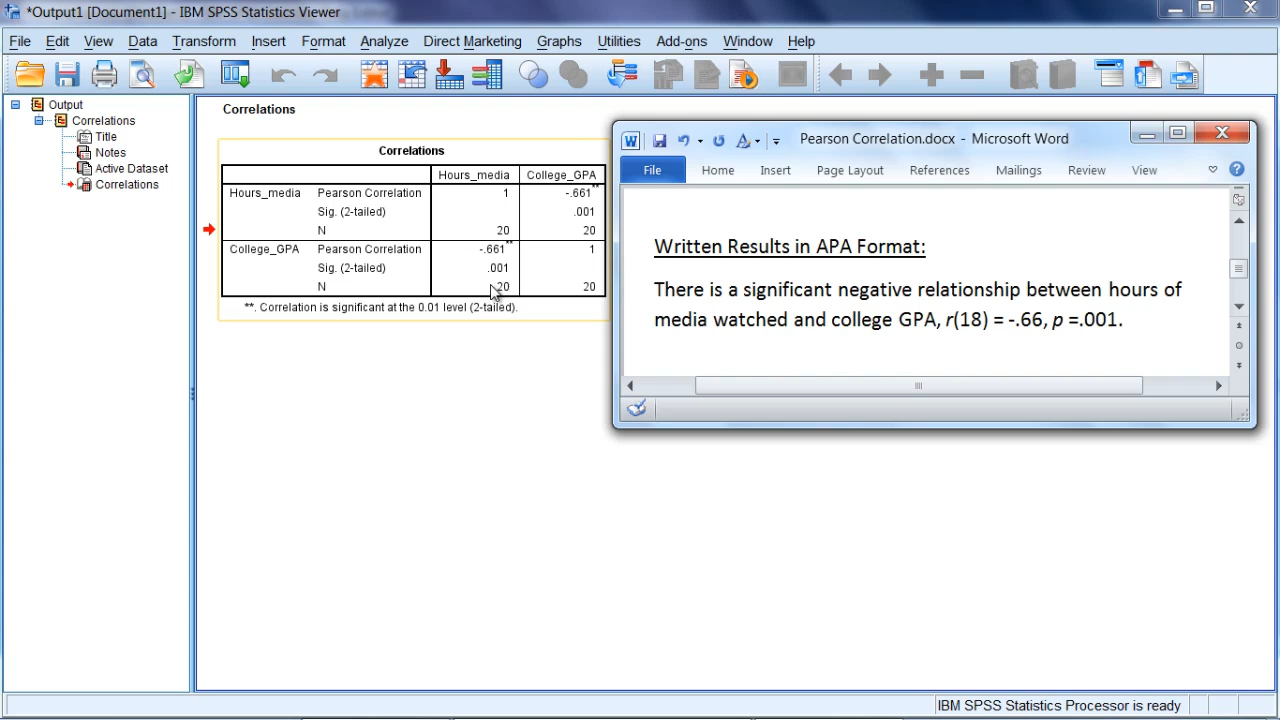 *Output1 [Document1] - IBM SPSS Statistics Viewer
File Edit View Data Transform Insert Format Analyze Direct Marketing Graphs Utilities Add-ons Window Help
Output
Correlations
Title
Notes
Active Dataset
Correlations
Correlations
Correlations
Hours_media College_GPA
Hours_media Pearson Correlation 1 -.661**
Sig. (2-tailed) .001
N 20 20
College_GPA Pearson Correlation -.661** 1
Sig. (2-tailed) .001
N 20 20
**. Correlation is significant at the 0.01 level (2-tailed).
Pearson Correlation.docx - Microsoft Word
File Home Insert Page Layout References Mailings Review View
Written Results in APA Format:
There is a significant negative relationship between hours of
media watched and college GPA, r(18) = -.66, p =.001.
IBM SPSS Statistics Processor is ready